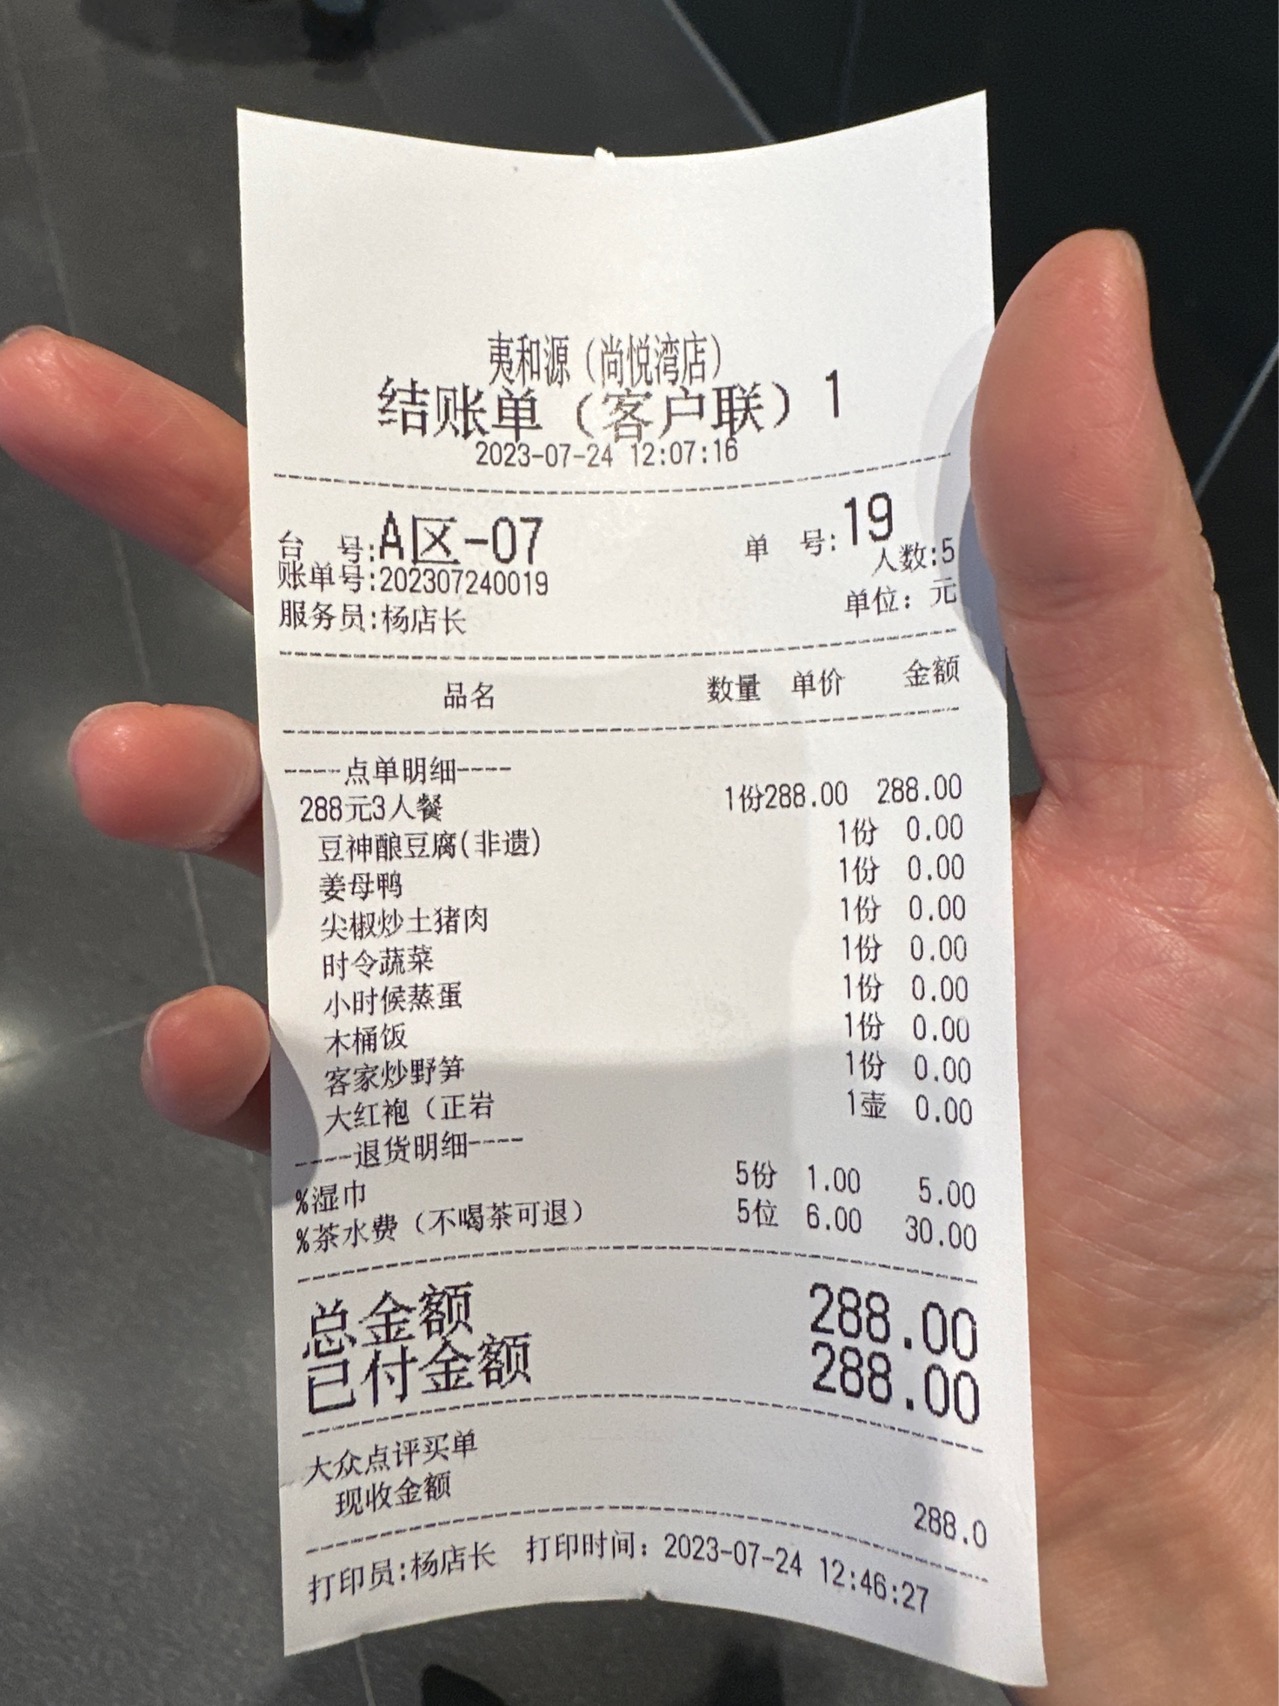 夷和源（尚悦湾店）
结账单（客户联）1
2023-07-24 12:07:16
台 号:A区-07 单 号:19
账单号:202307240019 人数:5
服务员:杨店长 单位：元
品名 数量 单价 金额
----点单明细----
288元3人餐 1份288.00 288.00
豆神酿豆腐(非遗) 1份 0.00
姜母鸭 1份 0.00
尖椒炒土猪肉 1份 0.00
时令蔬菜 1份 0.00
小时候蒸蛋 1份 0.00
木桶饭 1份 0.00
客家炒野笋 1份 0.00
大红袍（正岩 1壶 0.00
----退货明细----
%湿巾 5份 1.00 5.00
%茶水费（不喝茶可退） 5位 6.00 30.00
总金额 288.00
已付金额 288.00
大众点评买单
现收金额 288.0
打印员:杨店长 打印时间：2023-07-24 12:46:27